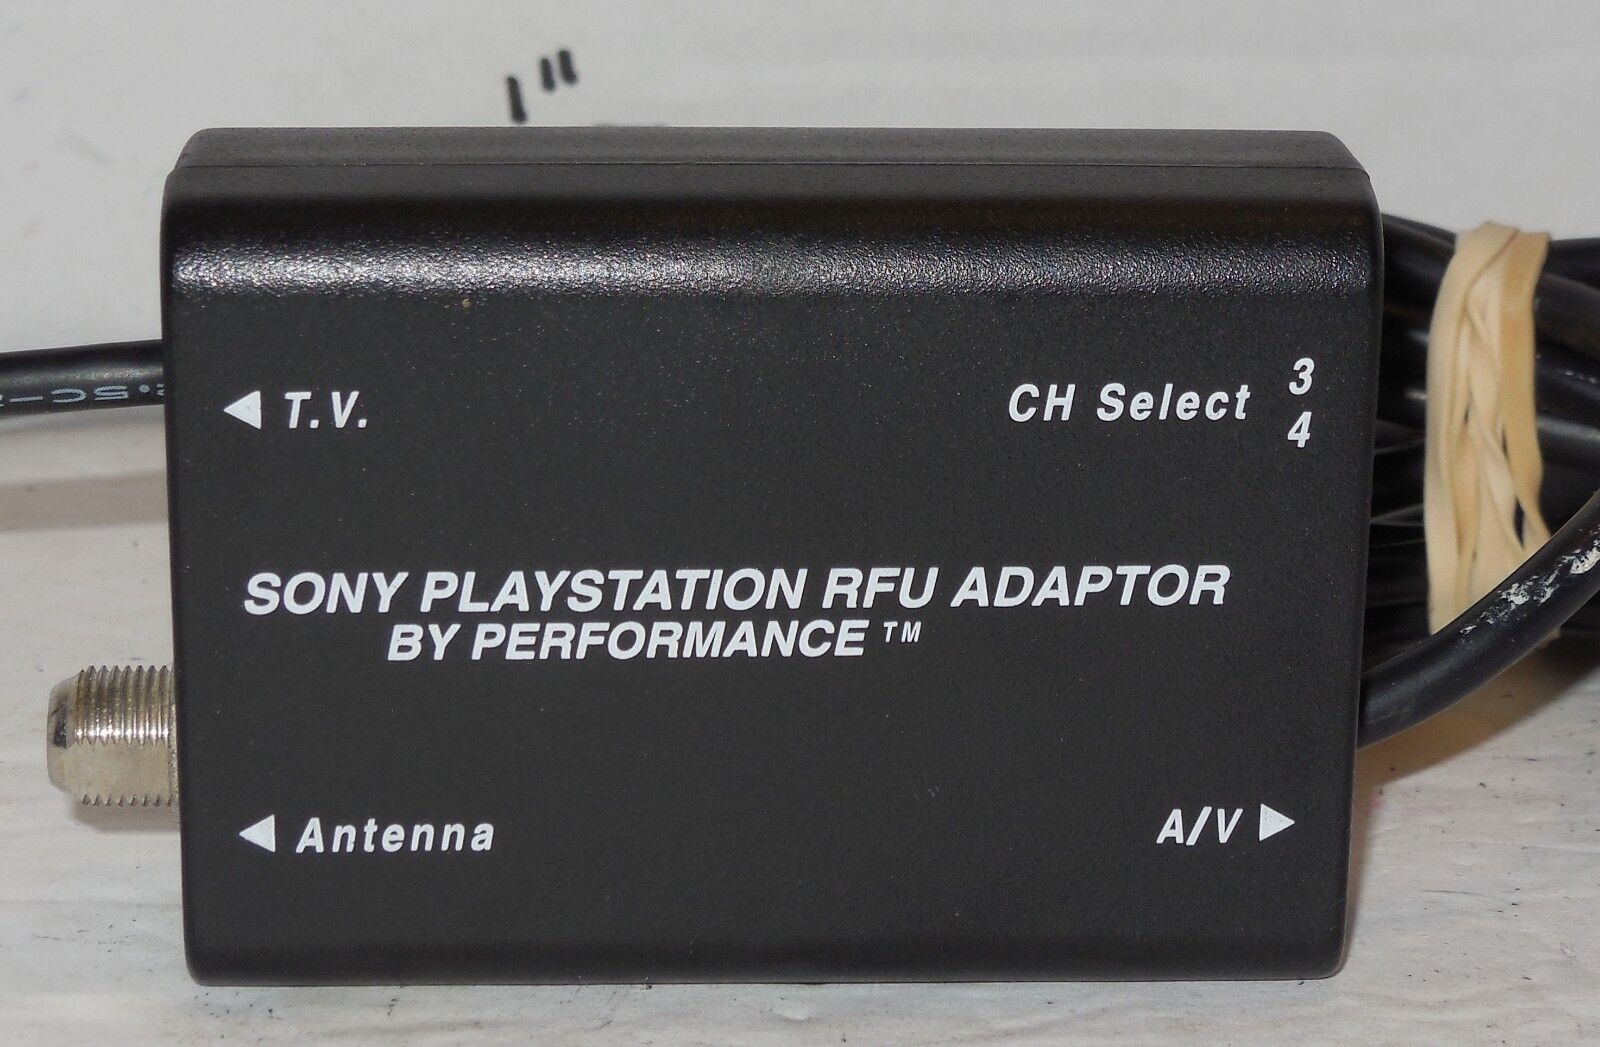 1"
◀ T.V.
CH Select 3
4
SONY PLAYSTATION RFU ADAPTOR
BY PERFORMANCE™
◀ Antenna
A/V ▶